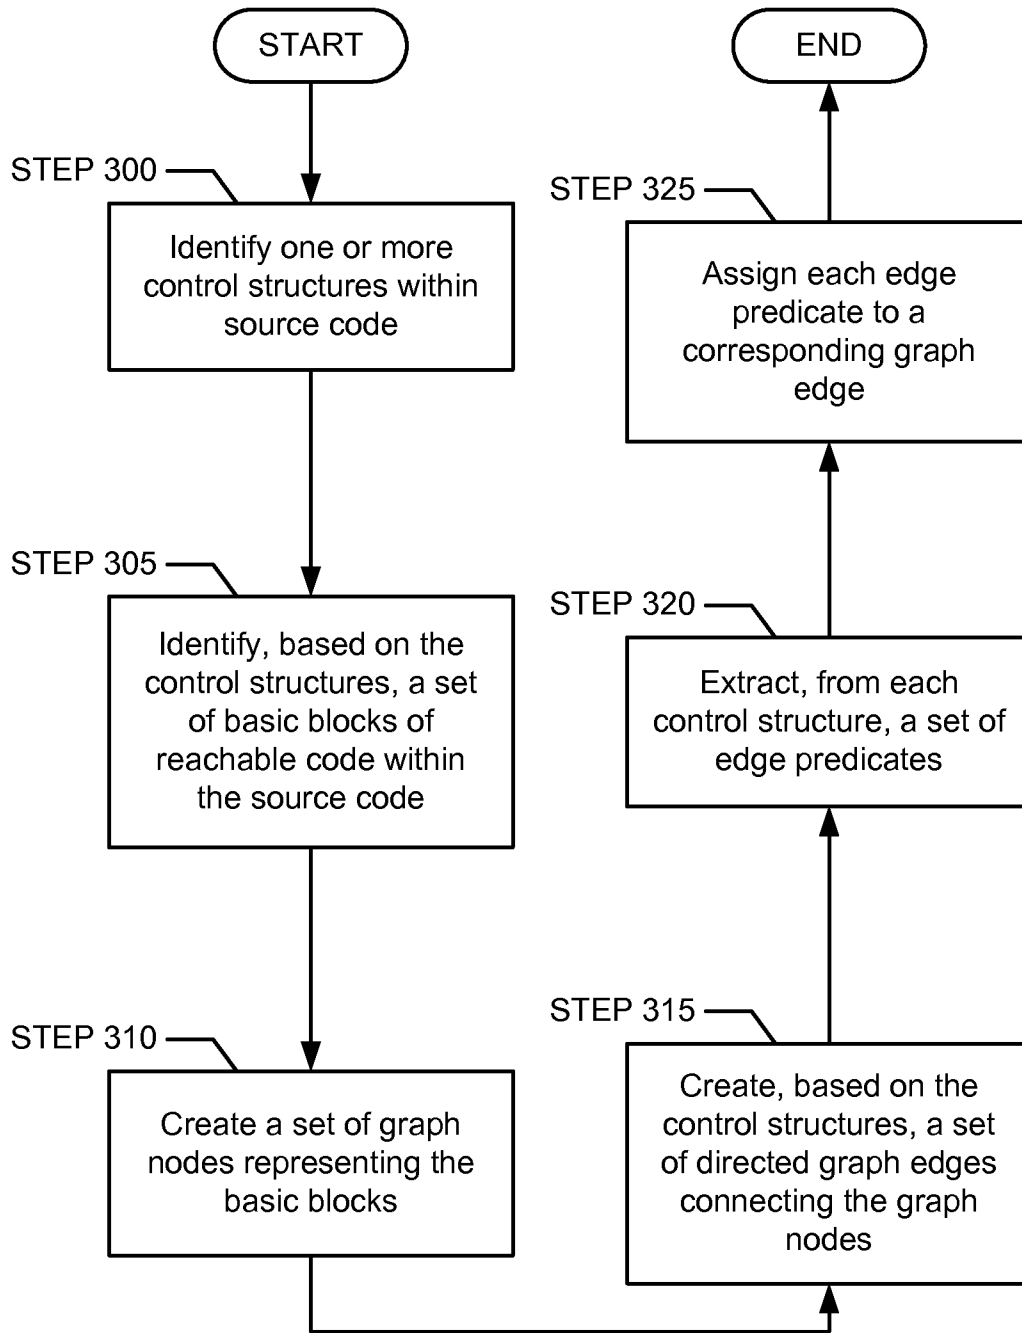 START
STEP 300
Identify one or more
control structures within
source code
STEP 305
Identify, based on the
control structures, a set
of basic blocks of
reachable code within
the source code
STEP 310
Create a set of graph
nodes representing the
basic blocks
STEP 315
Create, based on the
control structures, a set
of directed graph edges
connecting the graph
nodes
STEP 320
Extract, from each
control structure, a set of
edge predicates
STEP 325
Assign each edge
predicate to a
corresponding graph
edge
END